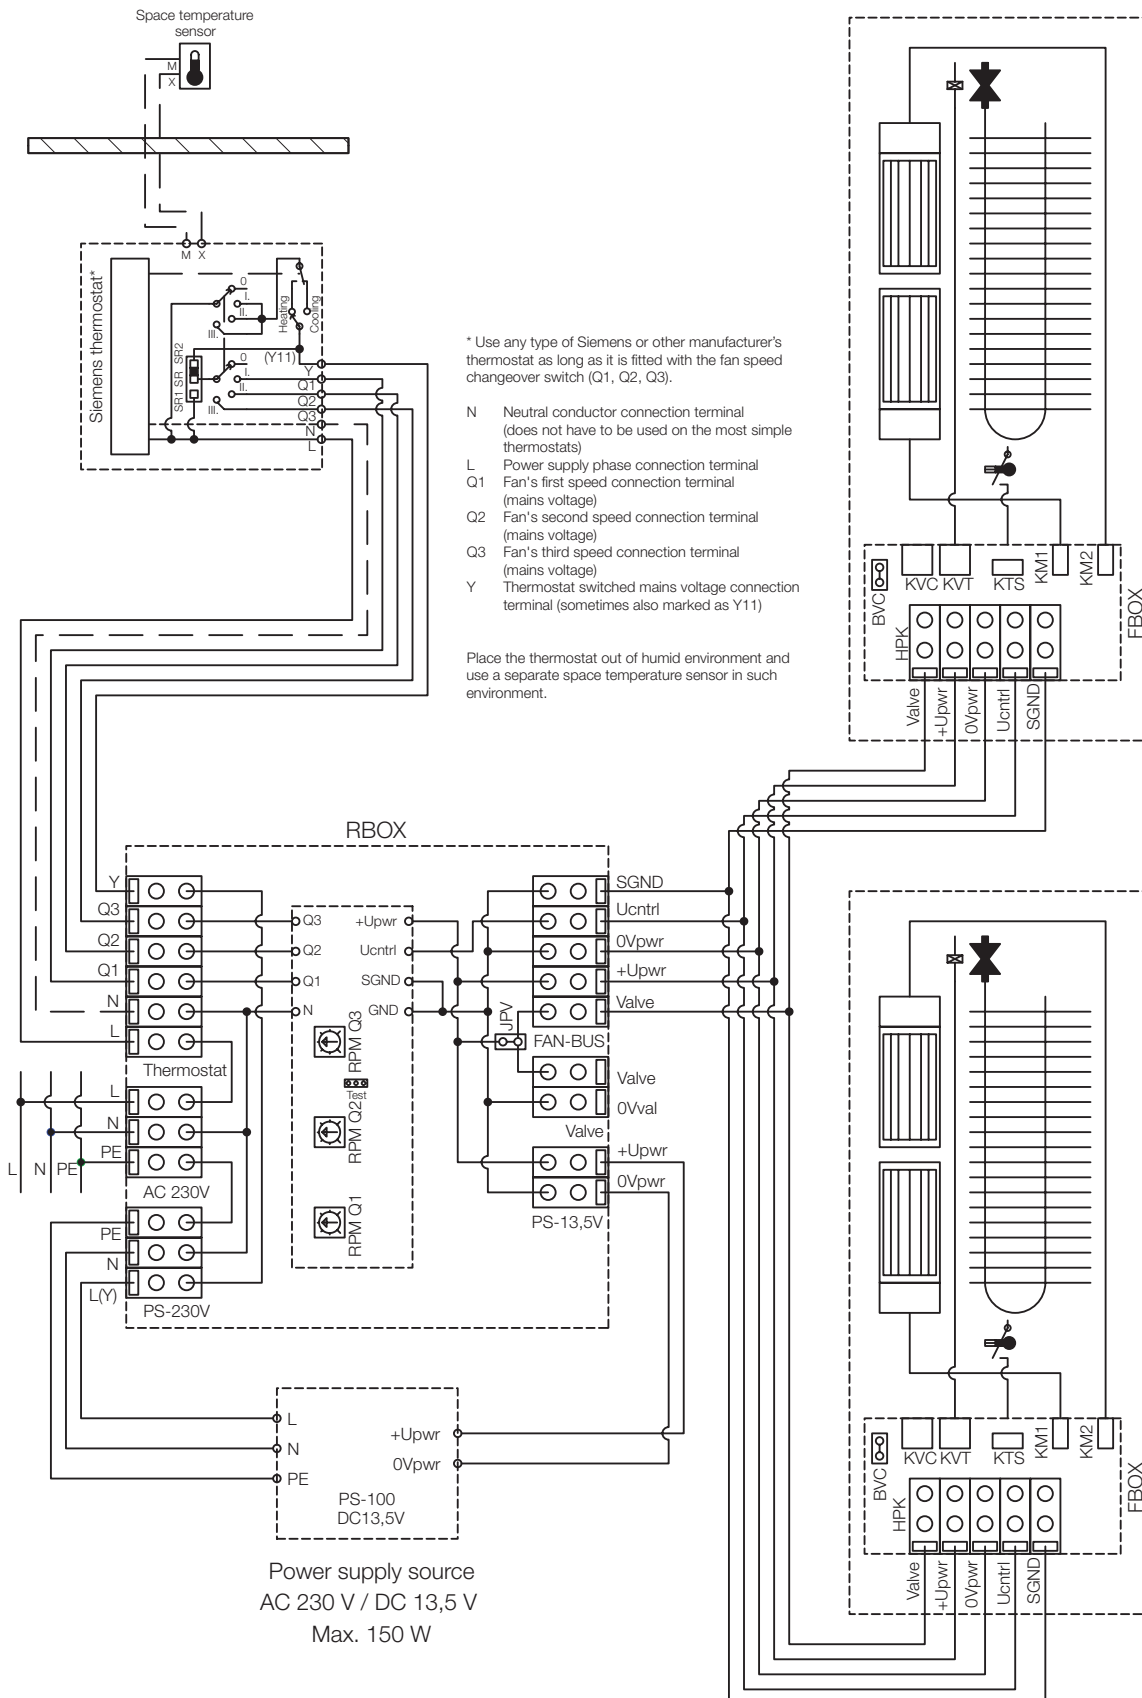 Space temperature
sensor
M
X
M X
Siemens thermostat*
SR1 SR SR2
0
I.
II.
III.
0
I.
II.
III.
Heating
Cooling
(Y11)
Y
Q1
Q2
Q3
N
L
* Use any type of Siemens or other manufacturer's
thermostat as long as it is fitted with the fan speed
changeover switch (Q1, Q2, Q3).
N Neutral conductor connection terminal
(does not have to be used on the most simple
thermostats)
L Power supply phase connection terminal
Q1 Fan's first speed connection terminal
(mains voltage)
Q2 Fan's second speed connection terminal
(mains voltage)
Q3 Fan's third speed connection terminal
(mains voltage)
Y Thermostat switched mains voltage connection
terminal (sometimes also marked as Y11)
Place the thermostat out of humid environment and
use a separate space temperature sensor in such
environment.
BVC
KVC KVT
KTS
KM1
KM2
HPK
FBOX
Valve
+Upwr
0Vpwr
Ucntrl
SGND
RBOX
Y
Q3
Q2
Q1
N
L
Thermostat
L
N
PE
AC 230V
L N PE
PE
N
L(Y)
PS-230V
Q3
Q2
Q1
N
+Upwr
Ucntrl
SGND
GND
RPM Q3
Test
RPM Q2
RPM Q1
JPV
SGND
Ucntrl
0Vpwr
+Upwr
Valve
FAN-BUS
Valve
0Vval
Valve
+Upwr
0Vpwr
PS-13,5V
L
N
PE
+Upwr
0Vpwr
PS-100
DC13,5V
Power supply source
AC 230 V / DC 13,5 V
Max. 150 W
BVC
KVC KVT
KTS
KM1
KM2
HPK
FBOX
Valve
+Upwr
0Vpwr
Ucntrl
SGND